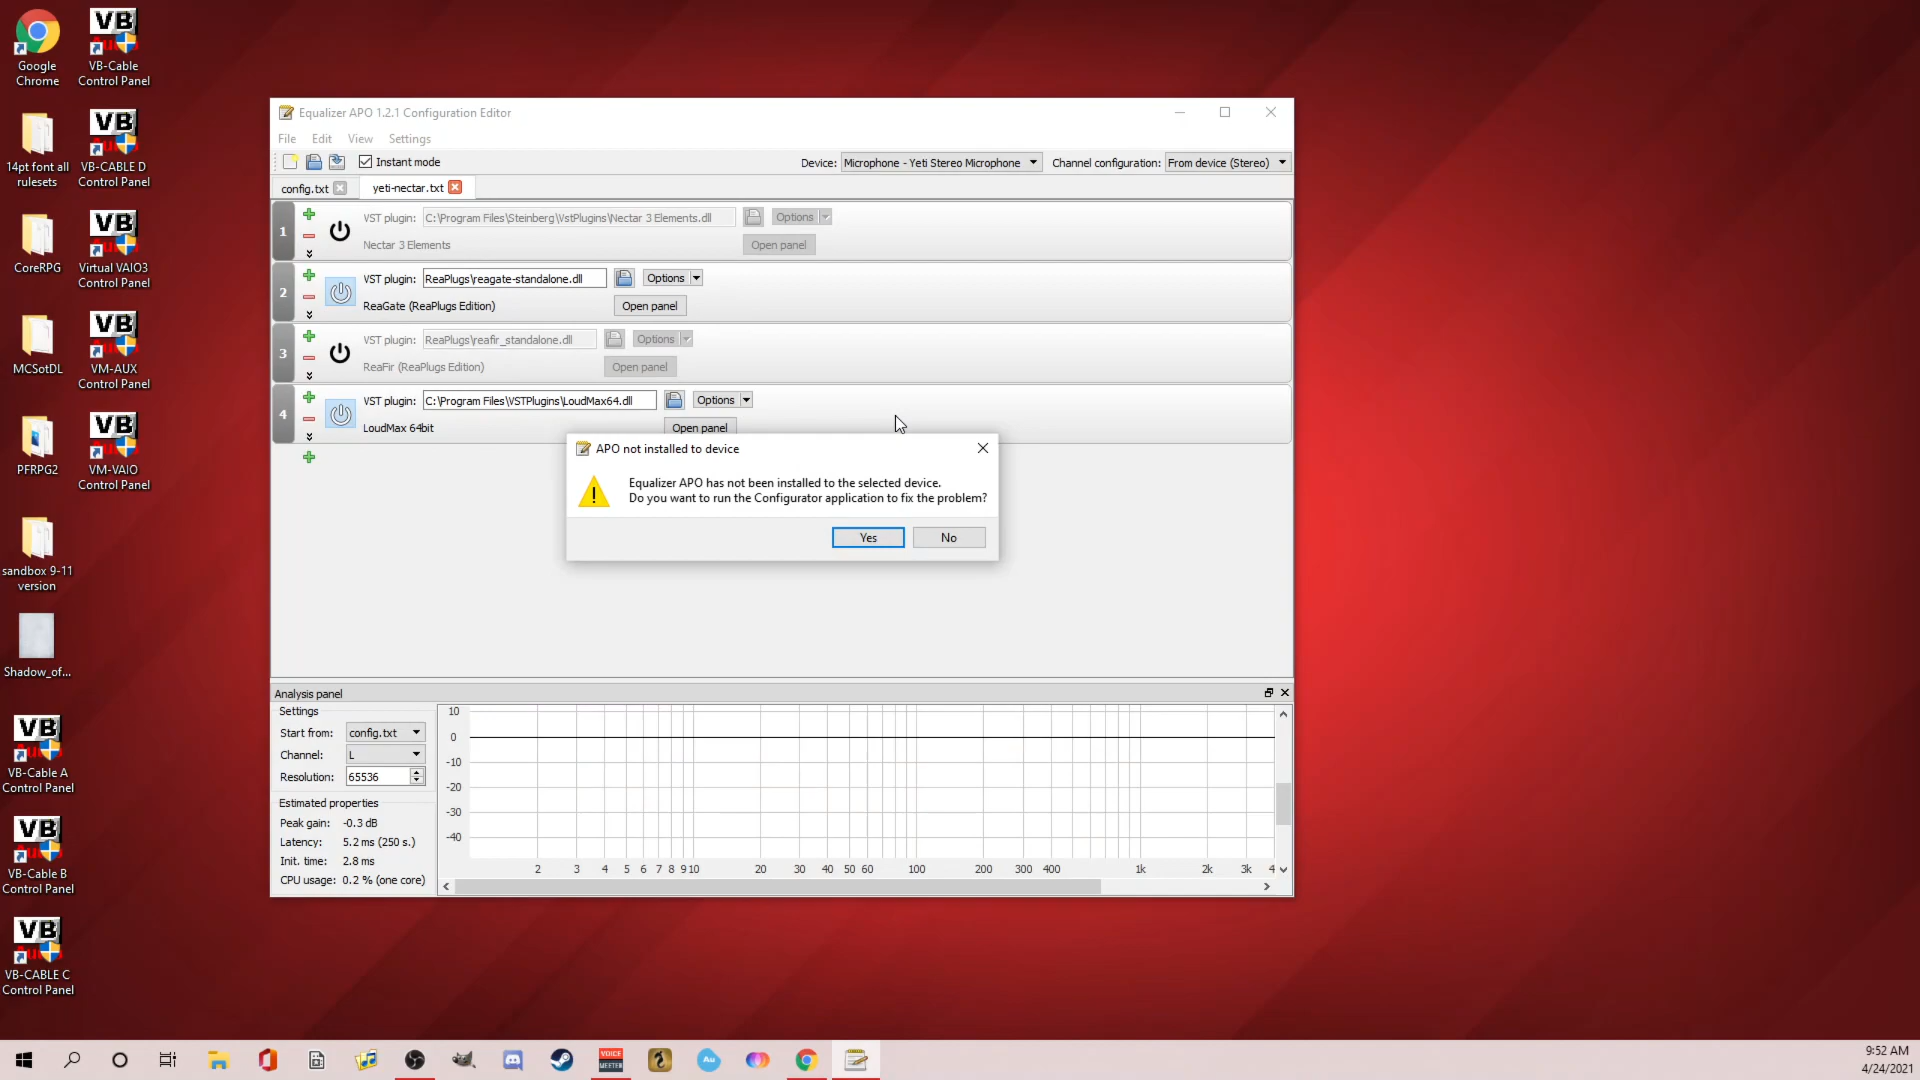 Google
Chrome
VB-Cable
Control Panel
14pt font all
rulesets
VB-CABLE D
Control Panel
CoreRPG
Virtual VAIO3
Control Panel
MCSotDL
VM-AUX
Control Panel
PFRPG2
VM-VAIO
Control Panel
sandbox 9-11
version
Shadow_of...
VB-Cable A
Control Panel
VB-Cable B
Control Panel
VB-CABLE C
Control Panel
Equalizer APO 1.2.1 Configuration Editor
File Edit View Settings
Instant mode
Device: Microphone - Yeti Stereo Microphone Channel configuration: From device (Stereo)
config.txt yeti-nectar.txt
1 VST plugin: C:\Program Files\Steinberg\VstPlugins\Nectar 3 Elements.dll Options
Nectar 3 Elements Open panel
2 VST plugin: ReaPlugs\reagate-standalone.dll Options
ReaGate (ReaPlugs Edition) Open panel
3 VST plugin: ReaPlugs\reafir_standalone.dll Options
ReaFir (ReaPlugs Edition) Open panel
4 VST plugin: C:\Program Files\VSTPlugins\LoudMax64.dll Options
LoudMax 64bit Open panel
APO not installed to device
Equalizer APO has not been installed to the selected device.
Do you want to run the Configurator application to fix the problem?
Yes No
Analysis panel
Settings
Start from: config.txt
Channel: L
Resolution: 65536
Estimated properties
Peak gain: -0.3 dB
Latency: 5.2 ms (250 s.)
Init. time: 2.8 ms
CPU usage: 0.2 % (one core)
10
0
-10
-20
-30
-40
2 3 4 5 6 7 8 9 10 20 30 40 50 60 100 200 300 400 1k 2k 3k 4
VOICE
MEETER
Au
9:52 AM
4/24/2021